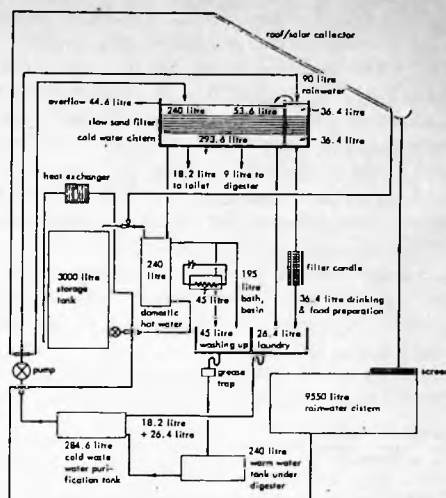 roof/solar collector
90 litre
rainwater
overflow 44.6 litre
240 litre
53.6 litre
36.4 litre
slow sand filter
cold water cistern
293.6 litre
36.4 litre
18.2 litre
to toilet
9 litre to
digester
heat exchanger
3000 litre
storage
tank
240
litre
domestic
hot water
45 litre
195
litre
bath,
basin
filter candle
36.4 litre drinking
& food preparation
45 litre
washing up
26.4 litre
laundry
pump
grease
trap
screen
9550 litre
rainwater cistern
18.2 litre
+ 26.4 litre
284.6 litre
cold waste
water puri-
fication tank
240 litre
warm water
tank under
digester